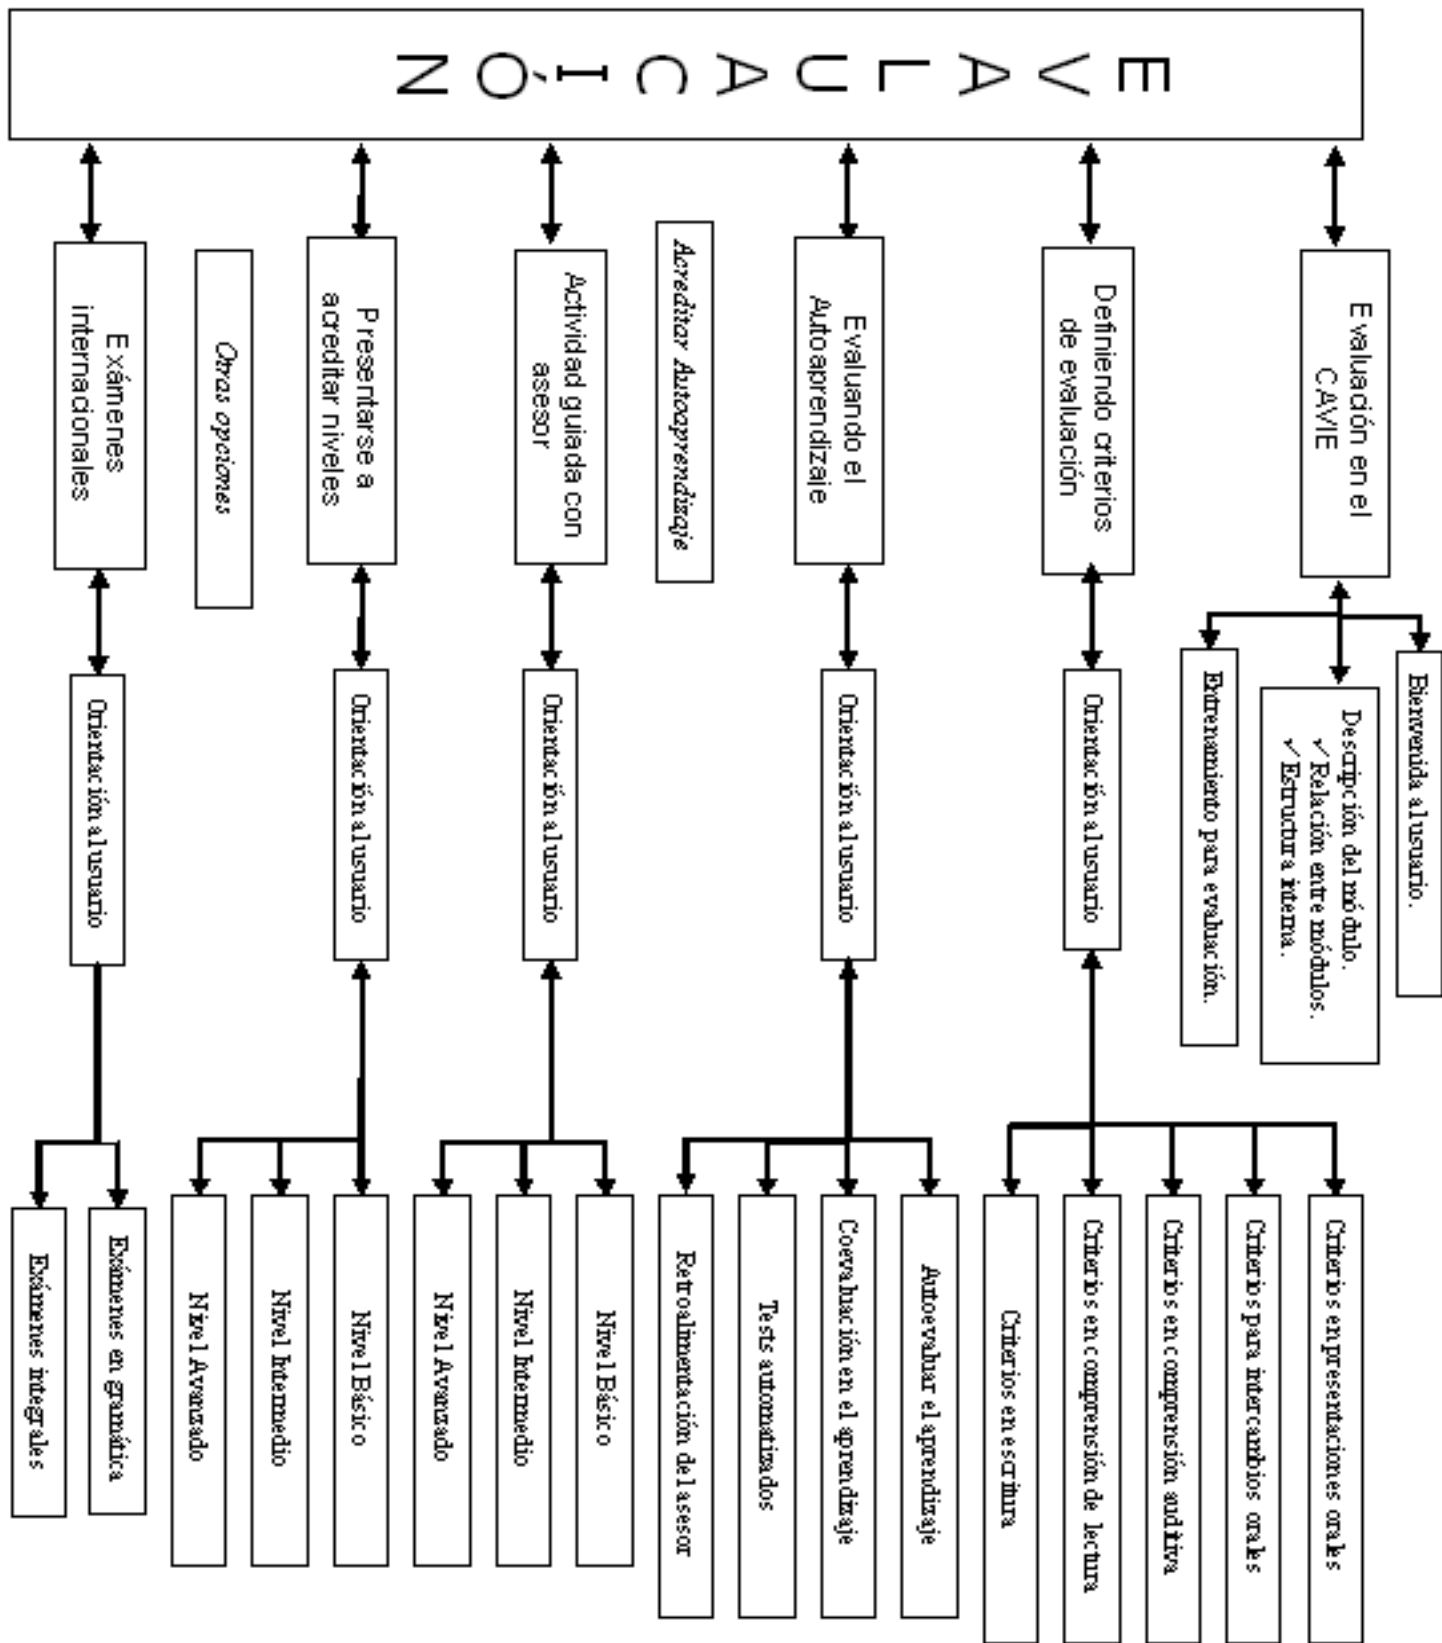 EVALUACIÓN
Evaluación en el
CAVIE
Bienvenida al usuario.
Descripción del módulo.
✓ Relación entre módulos.
✓ Estructura interna.
Entrenamiento para evaluación.
Definiendo criterios
de evaluación
Orientación al usuario
Criterios en presentaciones orales
Criterios para intercambios orales
Criterios en comprensión auditiva
Criterios en comprensión de lectura
Criterios en escritura
Evaluando el
Autoaprendizaje
Orientación al usuario
Autoevaluar el aprendizaje
Coevaluación en el aprendizaje
Tests automatizados
Retroalimentación del asesor
Acreditar Autoaprendizaje
Actividad guiada con
asesor
Orientación al usuario
Nivel Básico
Nivel Intermedio
Nivel Avanzado
Presentarse a
acreditar niveles
Orientación al usuario
Nivel Básico
Nivel Intermedio
Nivel Avanzado
Otras opciones
Exámenes
internacionales
Orientación al usuario
Exámenes en gramática
Exámenes integrales